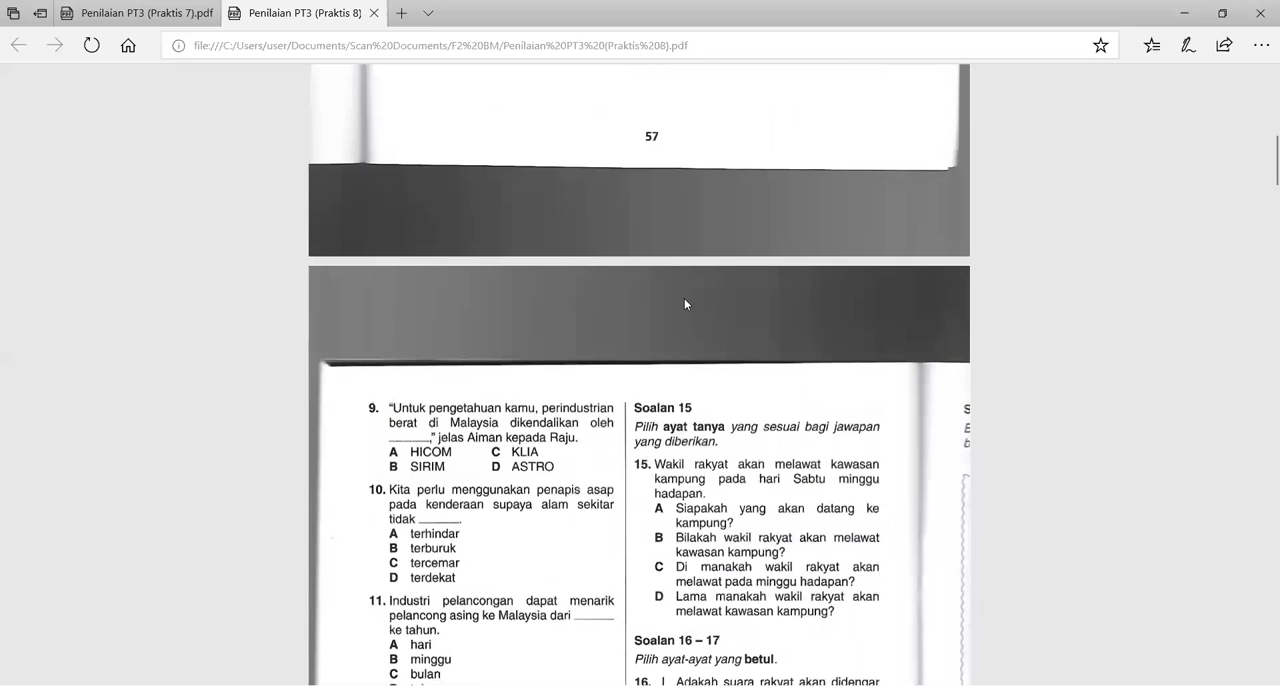 Penilaian PT3 (Praktis 7).pdf
Penilaian PT3 (Praktis 8)
file:///C:/Users/user/Documents/Scan%20Documents/F2%20BM/Penilaian%20PT3%20(Praktis%208).pdf
57
9. “Untuk pengetahuan kamu, perindustrian
berat di Malaysia dikendalikan oleh
______,” jelas Aiman kepada Raju.
A HICOM C KLIA
B SIRIM D ASTRO
10. Kita perlu menggunakan penapis asap
pada kenderaan supaya alam sekitar
tidak ______.
A terhindar
B terburuk
C tercemar
D terdekat
11. Industri pelancongan dapat menarik
pelancong asing ke Malaysia dari ______
ke tahun.
A hari
B minggu
C bulan
Soalan 15
Pilih ayat tanya yang sesuai bagi jawapan
yang diberikan.
15. Wakil rakyat akan melawat kawasan
kampung pada hari Sabtu minggu
hadapan.
A Siapakah yang akan datang ke
kampung?
B Bilakah wakil rakyat akan melawat
kawasan kampung?
C Di manakah wakil rakyat akan
melawat pada minggu hadapan?
D Lama manakah wakil rakyat akan
melawat kawasan kampung?
Soalan 16 – 17
Pilih ayat-ayat yang betul.
16. I Adakah suara rakyat akan didengar